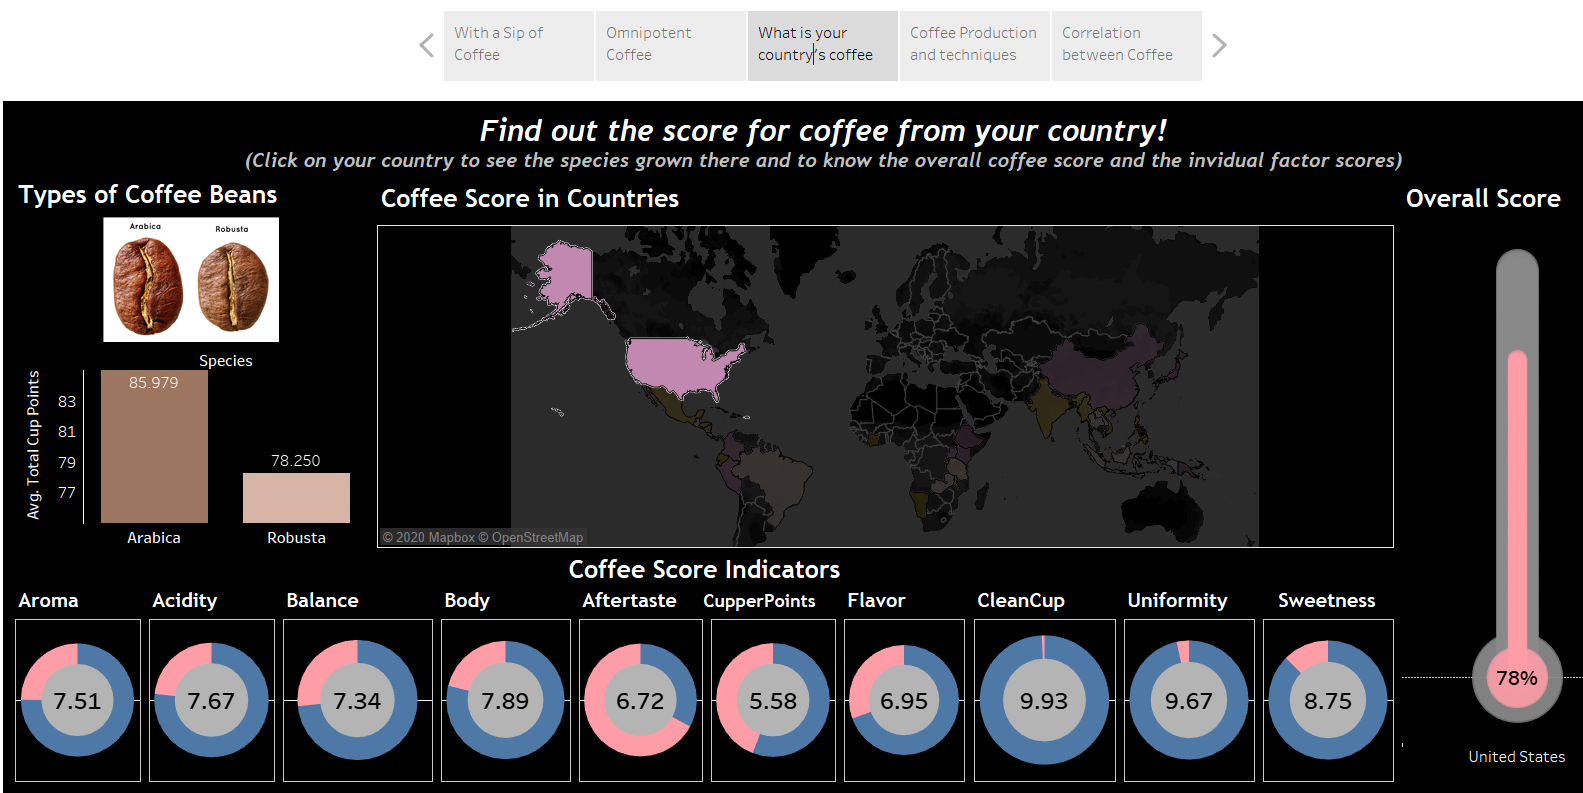 With a Sip of
Coffee
Omnipotent
Coffee
What is your
country's coffee
Coffee Production
and techniques
Correlation
between Coffee
Find out the score for coffee from your country!
(Click on your country to see the species grown there and to know the overall coffee score and the invidual factor scores)
Types of Coffee Beans
Coffee Score in Countries
Overall Score
Arabica
Robusta
Species
Avg. Total Cup Points
85.979
83
81
79
77
78.250
Arabica
Robusta
© 2020 Mapbox © OpenStreetMap
Coffee Score Indicators
Aroma
Acidity
Balance
Body
Aftertaste
CupperPoints
Flavor
CleanCup
Uniformity
Sweetness
7.51
7.67
7.34
7.89
6.72
5.58
6.95
9.93
9.67
8.75
78%
United States